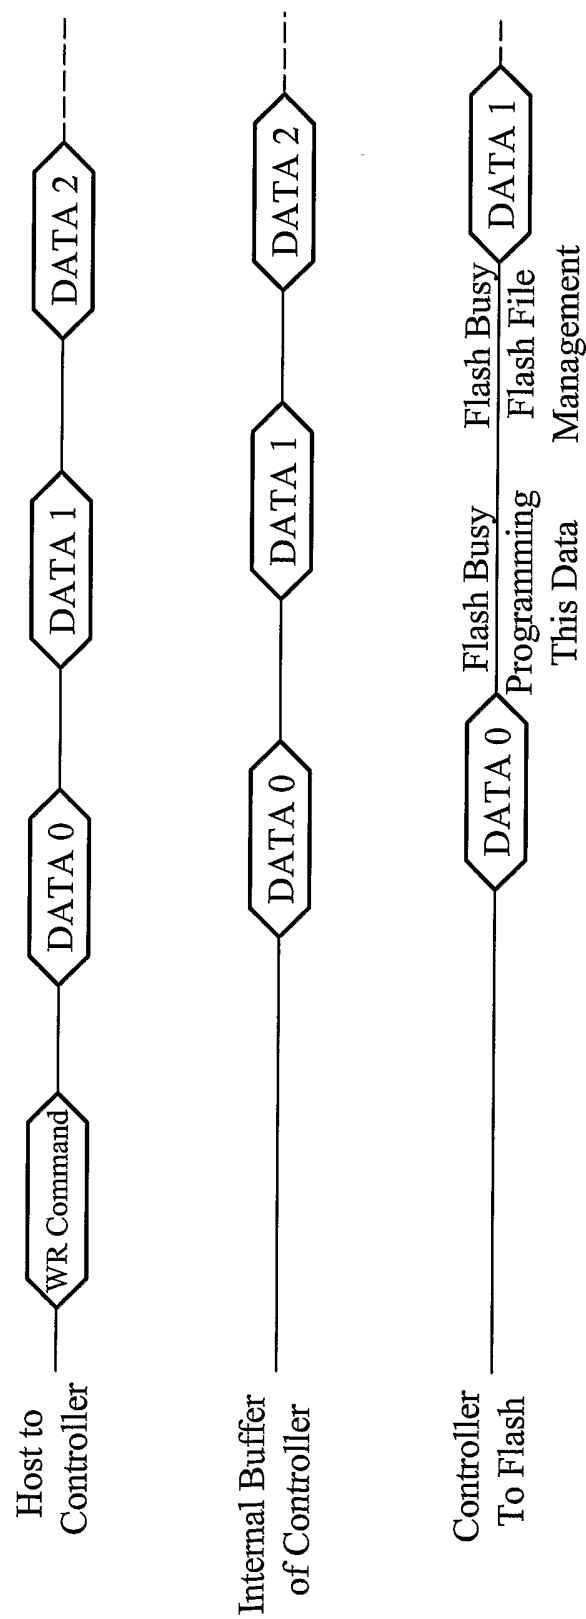 Host to
Controller
WR Command
DATA 0
DATA 1
DATA 2
Internal Buffer
of Controller
DATA 0
DATA 1
DATA 2
Controller
To Flash
DATA 0
Flash Busy
Programming
This Data
Flash Busy
Flash File
Management
DATA 1